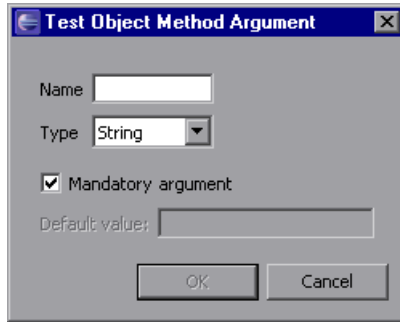 Test Object Method Argument
Name
Type String
Mandatory argument
Default value:
OK Cancel